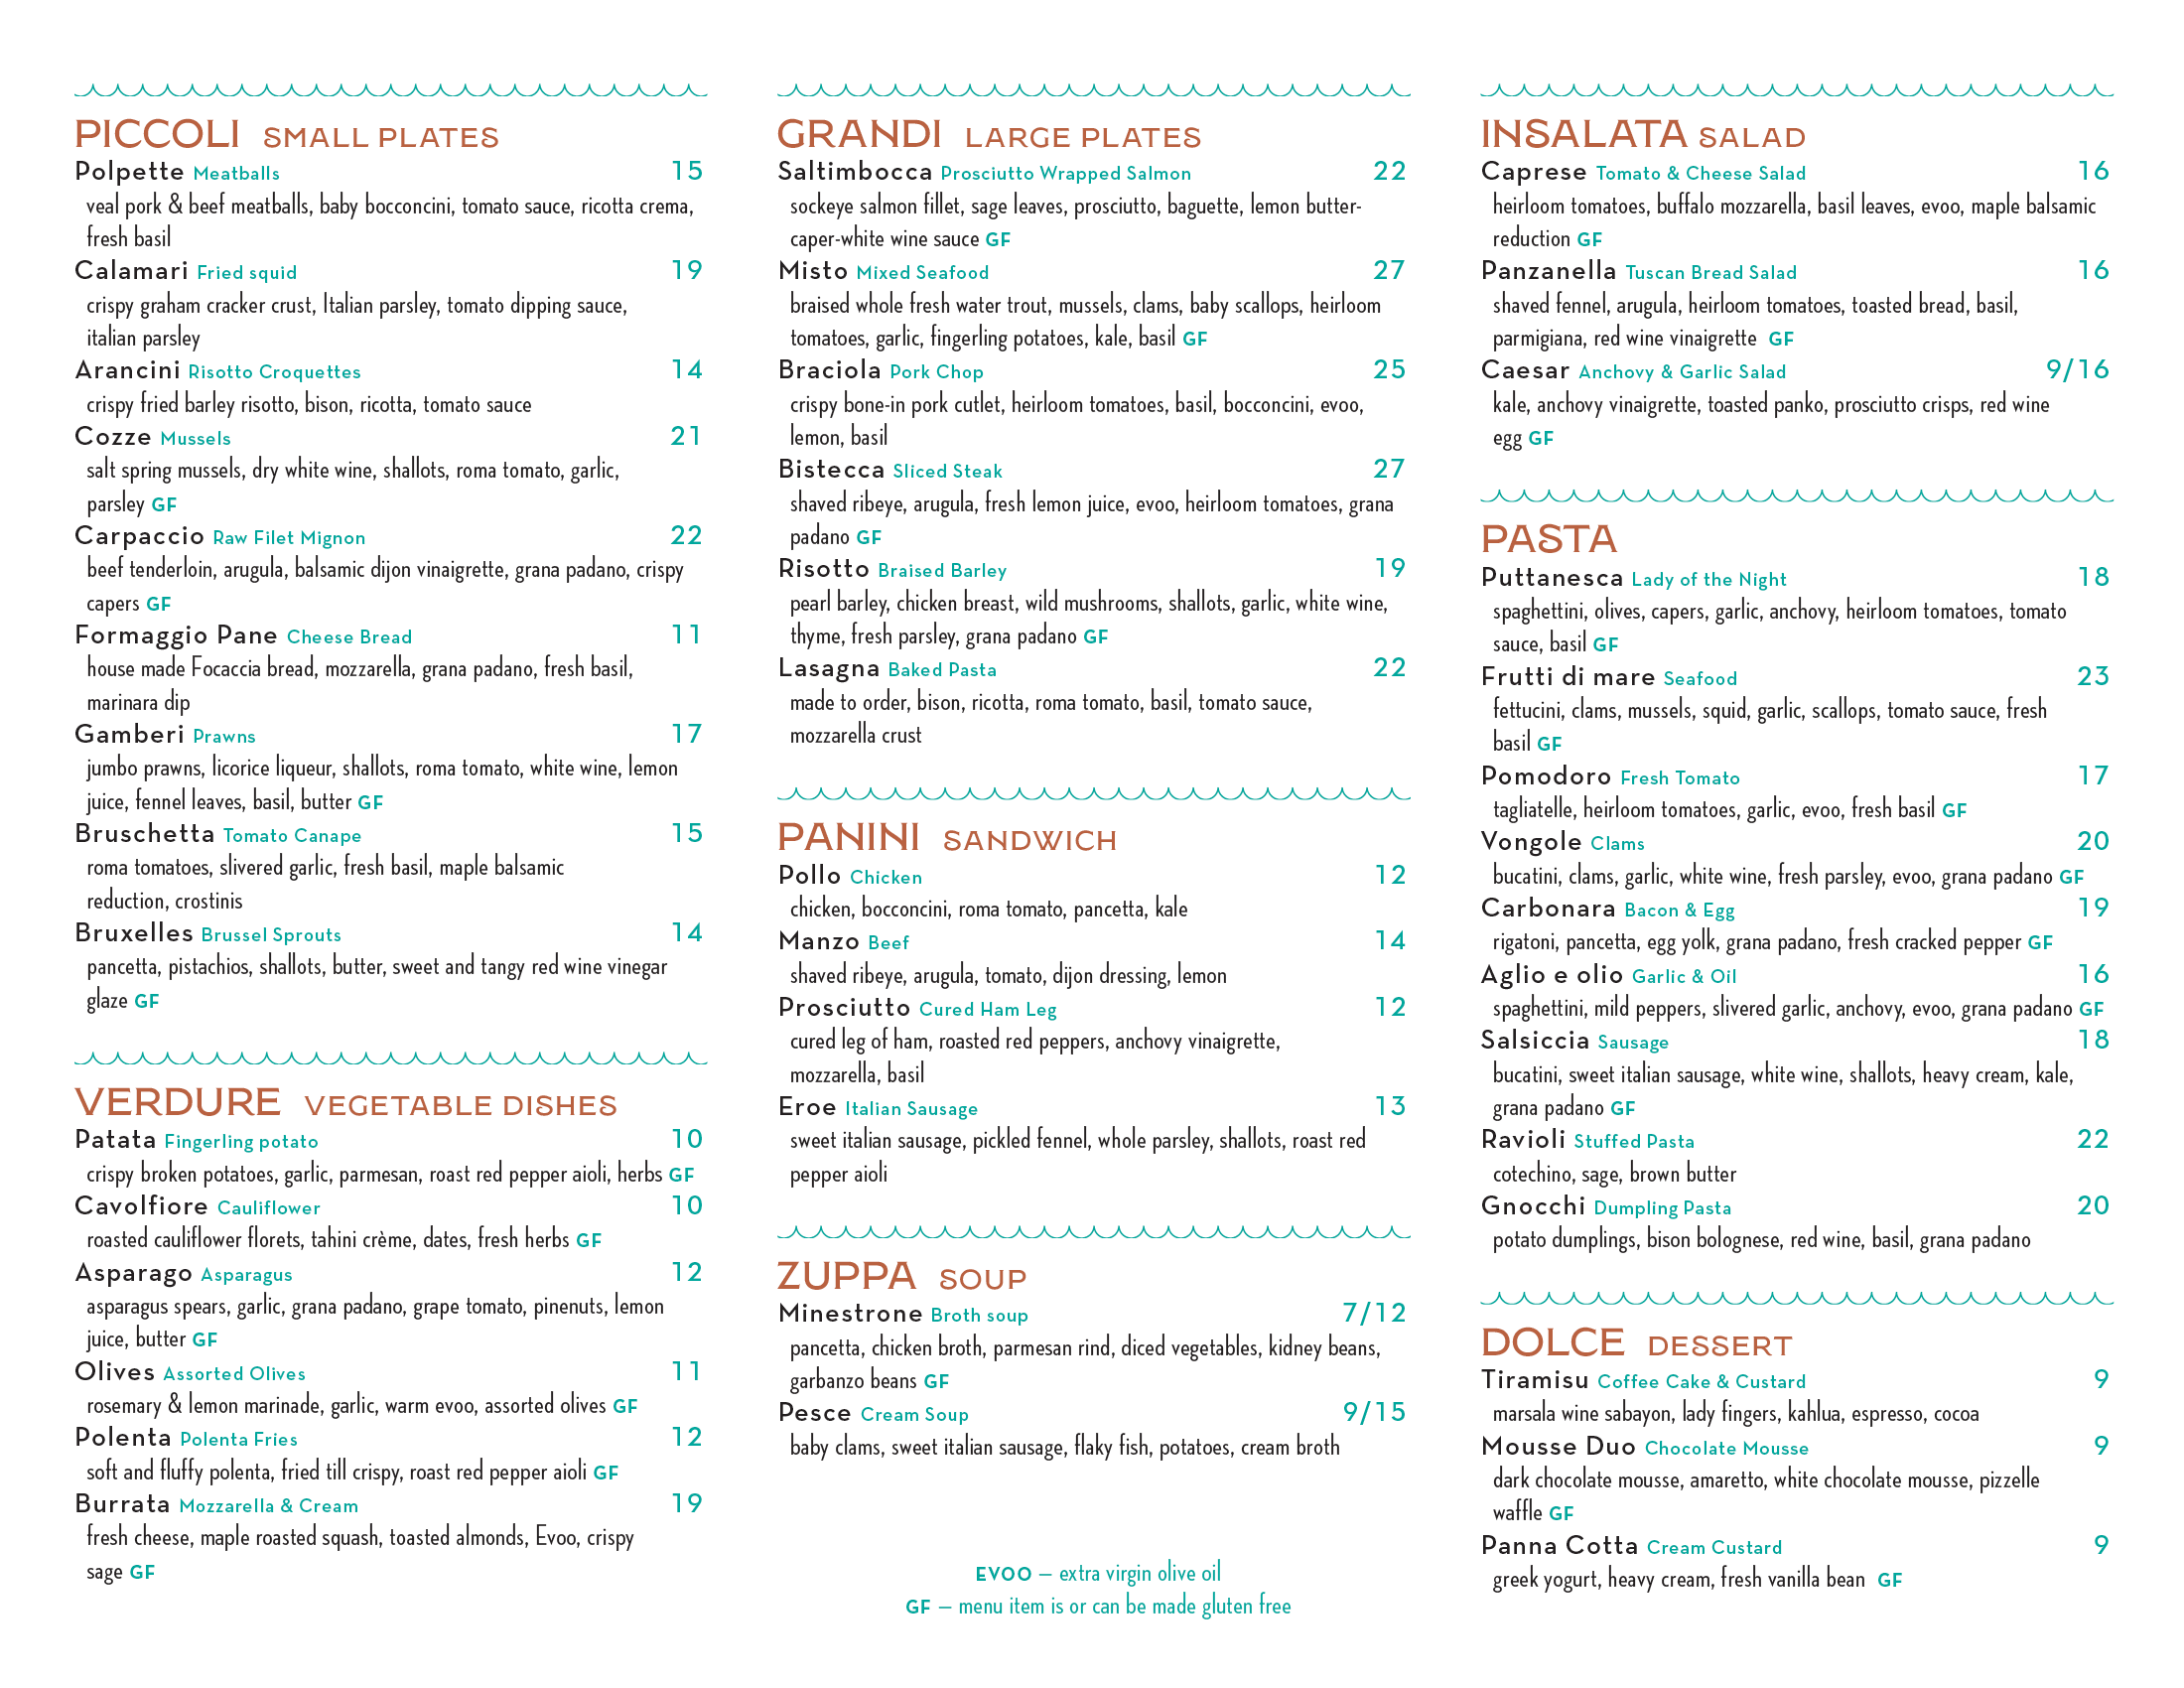 PICCOLI SMALL PLATES
Polpette Meatballs 15
veal pork & beef meatballs, baby bocconcini, tomato sauce, ricotta crema,
fresh basil
Calamari Fried squid 19
crispy graham cracker crust, Italian parsley, tomato dipping sauce,
italian parsley
Arancini Risotto Croquettes 14
crispy fried barley risotto, bison, ricotta, tomato sauce
Cozze Mussels 21
salt spring mussels, dry white wine, shallots, roma tomato, garlic,
parsley GF
Carpaccio Raw Filet Mignon 22
beef tenderloin, arugula, balsamic dijon vinaigrette, grana padano, crispy
capers GF
Formaggio Pane Cheese Bread 11
house made Focaccia bread, mozzarella, grana padano, fresh basil,
marinara dip
Gamberi Prawns 17
jumbo prawns, licorice liqueur, shallots, roma tomato, white wine, lemon
juice, fennel leaves, basil, butter GF
Bruschetta Tomato Canape 15
roma tomatoes, slivered garlic, fresh basil, maple balsamic
reduction, crostinis
Bruxelles Brussel Sprouts 14
pancetta, pistachios, shallots, butter, sweet and tangy red wine vinegar
glaze GF
VERDURE VEGETABLE DISHES
Patata Fingerling potato 10
crispy broken potatoes, garlic, parmesan, roast red pepper aioli, herbs GF
Cavolfiore Cauliflower 10
roasted cauliflower florets, tahini crème, dates, fresh herbs GF
Asparago Asparagus 12
asparagus spears, garlic, grana padano, grape tomato, pinenuts, lemon
juice, butter GF
Olives Assorted Olives 11
rosemary & lemon marinade, garlic, warm evoo, assorted olives GF
Polenta Polenta Fries 12
soft and fluffy polenta, fried till crispy, roast red pepper aioli GF
Burrata Mozzarella & Cream 19
fresh cheese, maple roasted squash, toasted almonds, Evoo, crispy
sage GF
GRANDI LARGE PLATES
Saltimbocca Prosciutto Wrapped Salmon 22
sockeye salmon fillet, sage leaves, prosciutto, baguette, lemon butter-
caper-white wine sauce GF
Misto Mixed Seafood 27
braised whole fresh water trout, mussels, clams, baby scallops, heirloom
tomatoes, garlic, fingerling potatoes, kale, basil GF
Braciola Pork Chop 25
crispy bone-in pork cutlet, heirloom tomatoes, basil, bocconcini, evoo,
lemon, basil
Bistecca Sliced Steak 27
shaved ribeye, arugula, fresh lemon juice, evoo, heirloom tomatoes, grana
padano GF
Risotto Braised Barley 19
pearl barley, chicken breast, wild mushrooms, shallots, garlic, white wine,
thyme, fresh parsley, grana padano GF
Lasagna Baked Pasta 22
made to order, bison, ricotta, roma tomato, basil, tomato sauce,
mozzarella crust
PANINI SANDWICH
Pollo Chicken 12
chicken, bocconcini, roma tomato, pancetta, kale
Manzo Beef 14
shaved ribeye, arugula, tomato, dijon dressing, lemon
Prosciutto Cured Ham Leg 12
cured leg of ham, roasted red peppers, anchovy vinaigrette,
mozzarella, basil
Eroe Italian Sausage 13
sweet italian sausage, pickled fennel, whole parsley, shallots, roast red
pepper aioli
ZUPPA SOUP
Minestrone Broth soup 7/12
pancetta, chicken broth, parmesan rind, diced vegetables, kidney beans,
garbanzo beans GF
Pesce Cream Soup 9/15
baby clams, sweet italian sausage, flaky fish, potatoes, cream broth
EVOO – extra virgin olive oil
GF – menu item is or can be made gluten free
INSALATA SALAD
Caprese Tomato & Cheese Salad 16
heirloom tomatoes, buffalo mozzarella, basil leaves, evoo, maple balsamic
reduction GF
Panzanella Tuscan Bread Salad 16
shaved fennel, arugula, heirloom tomatoes, toasted bread, basil,
parmigiana, red wine vinaigrette GF
Caesar Anchovy & Garlic Salad 9/16
kale, anchovy vinaigrette, toasted panko, prosciutto crisps, red wine
egg GF
PASTA
Puttanesca Lady of the Night 18
spaghettini, olives, capers, garlic, anchovy, heirloom tomatoes, tomato
sauce, basil GF
Frutti di mare Seafood 23
fettucini, clams, mussels, squid, garlic, scallops, tomato sauce, fresh
basil GF
Pomodoro Fresh Tomato 17
tagliatelle, heirloom tomatoes, garlic, evoo, fresh basil GF
Vongole Clams 20
bucatini, clams, garlic, white wine, fresh parsley, evoo, grana padano GF
Carbonara Bacon & Egg 19
rigatoni, pancetta, egg yolk, grana padano, fresh cracked pepper GF
Aglio e olio Garlic & Oil 16
spaghettini, mild peppers, slivered garlic, anchovy, evoo, grana padano GF
Salsiccia Sausage 18
bucatini, sweet italian sausage, white wine, shallots, heavy cream, kale,
grana padano GF
Ravioli Stuffed Pasta 22
cotechino, sage, brown butter
Gnocchi Dumpling Pasta 20
potato dumplings, bison bolognese, red wine, basil, grana padano
DOLCE DESSERT
Tiramisu Coffee Cake & Custard 9
marsala wine sabayon, lady fingers, kahlua, espresso, cocoa
Mousse Duo Chocolate Mousse 9
dark chocolate mousse, amaretto, white chocolate mousse, pizzelle
waffle GF
Panna Cotta Cream Custard 9
greek yogurt, heavy cream, fresh vanilla bean GF